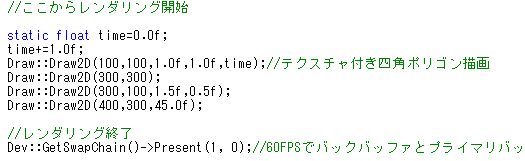 //ここからレンダリング開始
static float time=0.0f;
time+=1.0f;
Draw::Draw2D(100,100,1.0f,1.0f,time);//テクスチャ付き四角ポリゴン描画
Draw::Draw2D(300,300);
Draw::Draw2D(300,100,1.5f,0.5f);
Draw::Draw2D(400,300,45.0f);
//レンダリング終了
Dev::GetSwapChain()->Present(1, 0);//60FPSでバックバッファとプライマリバッ